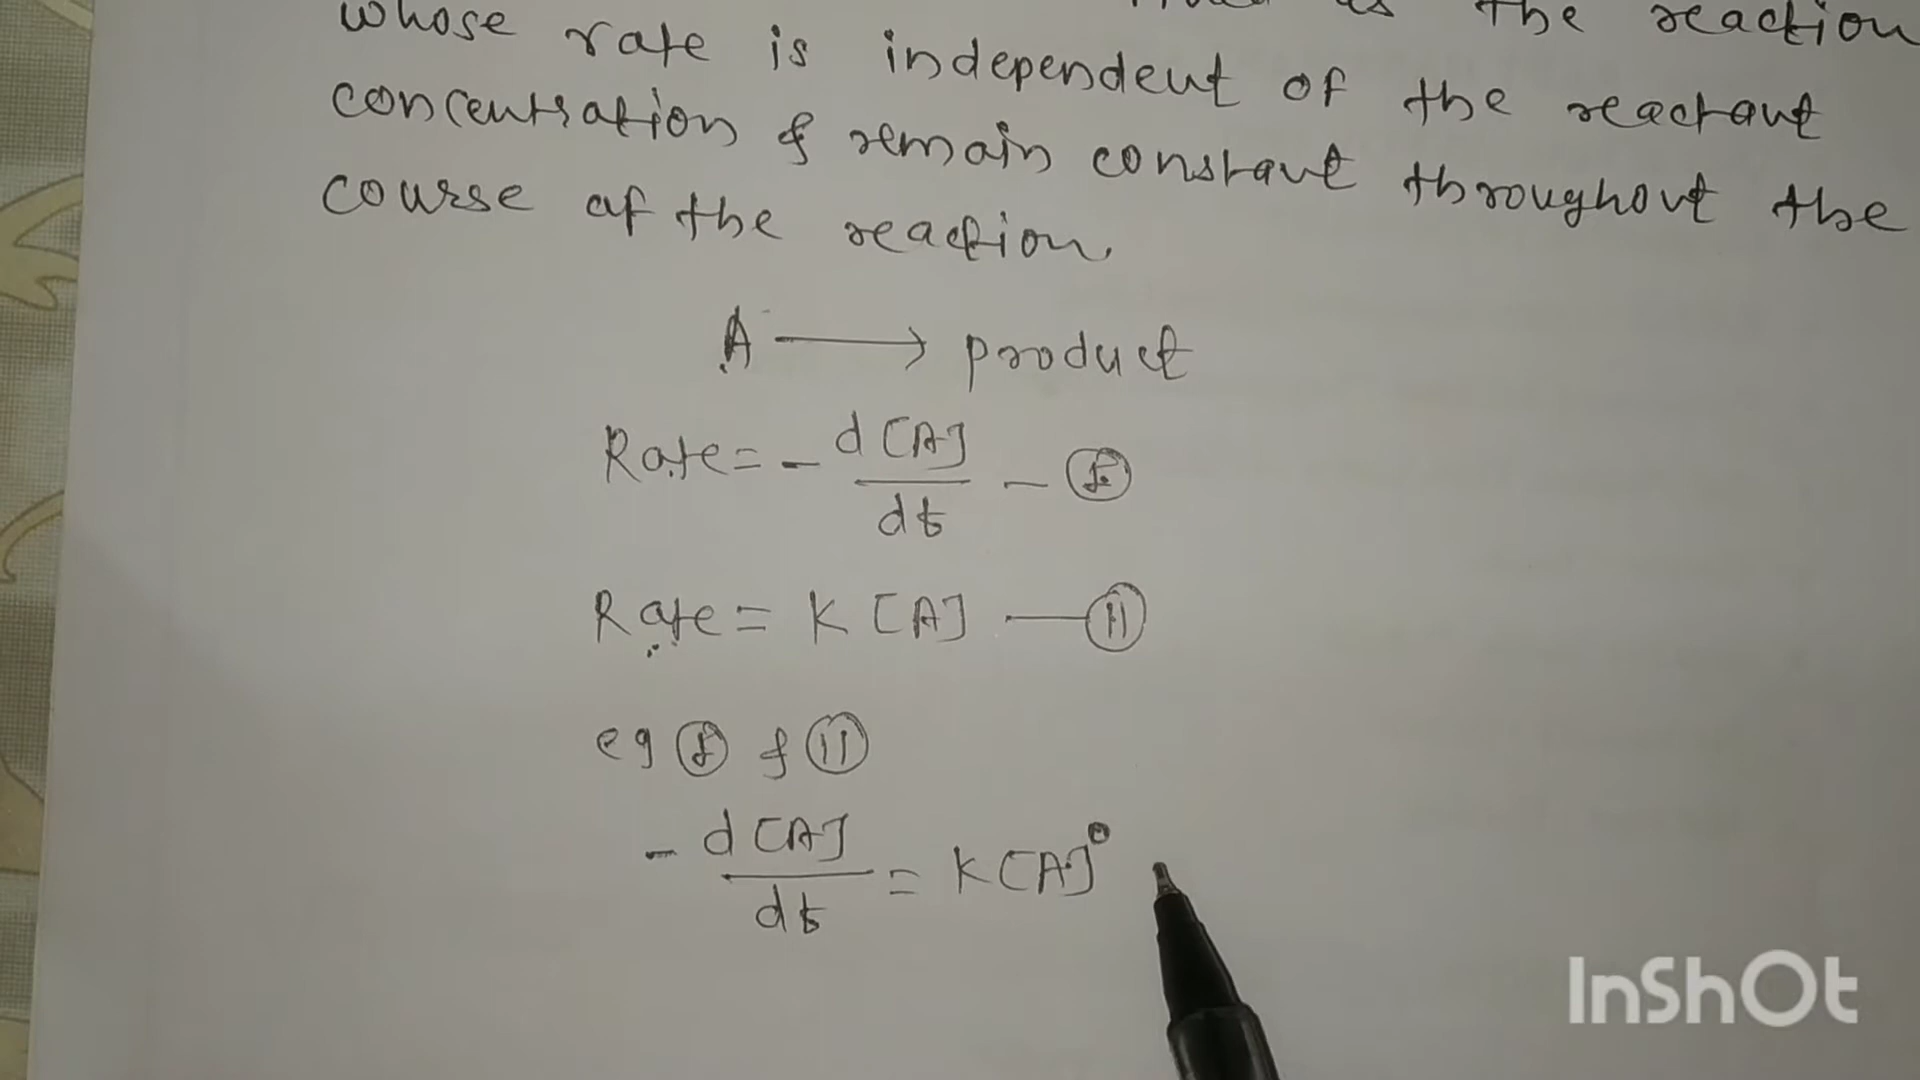 whose rate is the reaction
independent of the reactant
concentration & remain constant throughout the
course of the reaction.
A ⟶ product
Rate = - d[A]/dt - Ⓘ
Rate = K [A] — Ⓘ Ⓘ
eq Ⓘ & ⓘⓘ
- d[A]/dt = K[A]⁰
InShOt